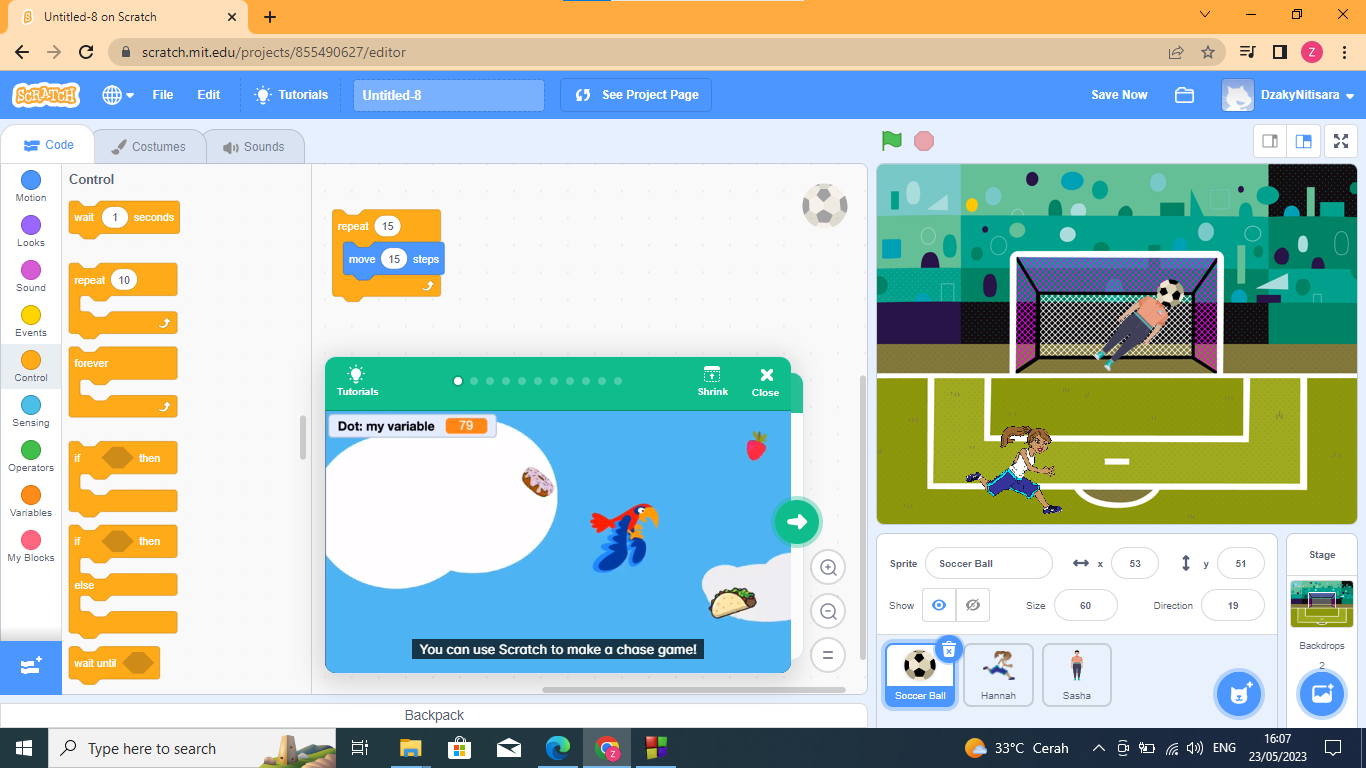 Untitled-8 on Scratch
scratch.mit.edu/projects/855490627/editor
Z
SCRATCH
File
Edit
Tutorials
Untitled-8
See Project Page
Save Now
DzakyNitisara
Code
Costumes
Sounds
Motion
Looks
Sound
Events
Control
Sensing
Operators
Variables
My Blocks
Control
wait 1 seconds
repeat 10
forever
if then
if then
else
wait until
repeat 15
move 15 steps
Tutorials
Shrink
Close
Dot: my variable 79
You can use Scratch to make a chase game!
Backpack
Sprite Soccer Ball x 53 y 51
Show Size 60 Direction 19
Soccer Ball
Hannah
Sasha
Stage
Backdrops
2
Type here to search
Z
33°C Cerah
ENG
16:07
23/05/2023